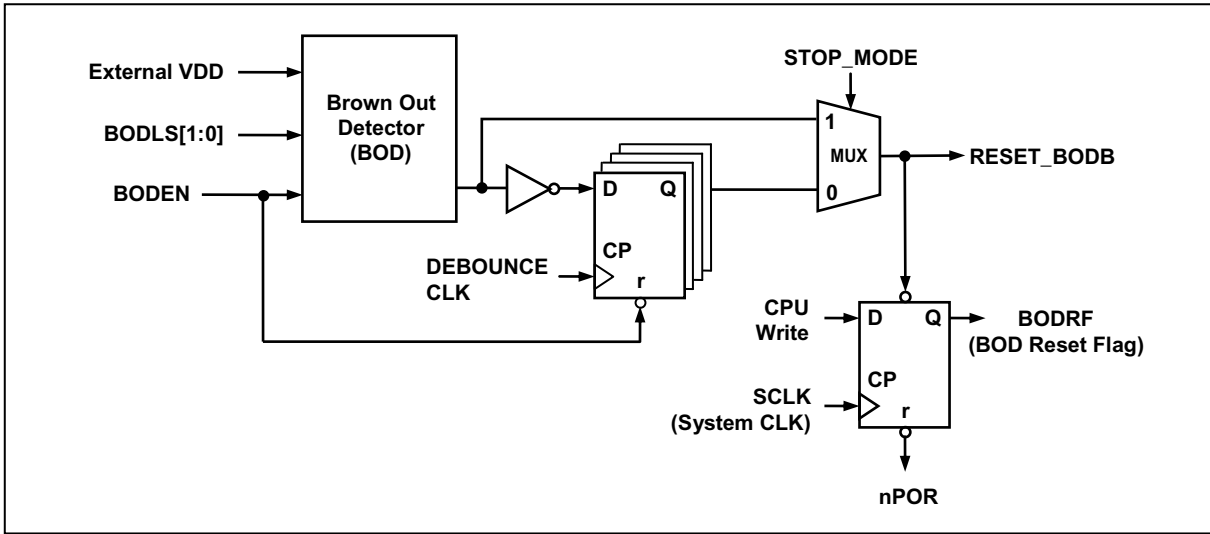 STOP_MODE
External VDD
Brown Out
Detector
(BOD)
BODLS[1:0]
BODEN
1
MUX
0
RESET_BODB
D Q
CP
r
DEBOUNCE
CLK
CPU
Write
D Q
CP
r
BODRF
(BOD Reset Flag)
SCLK
(System CLK)
nPOR